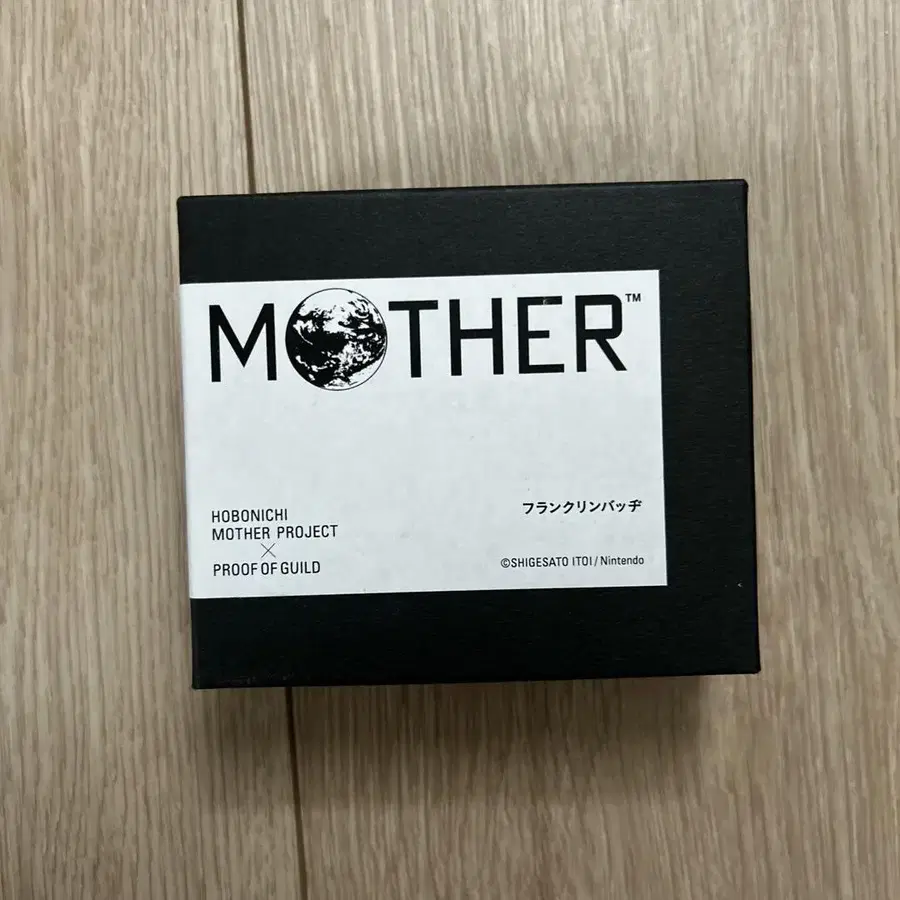 MOTHER™
HOBONICHI
MOTHER PROJECT
×
PROOF OF GUILD
フランクリンバッヂ
©SHIGESATO ITOI / Nintendo